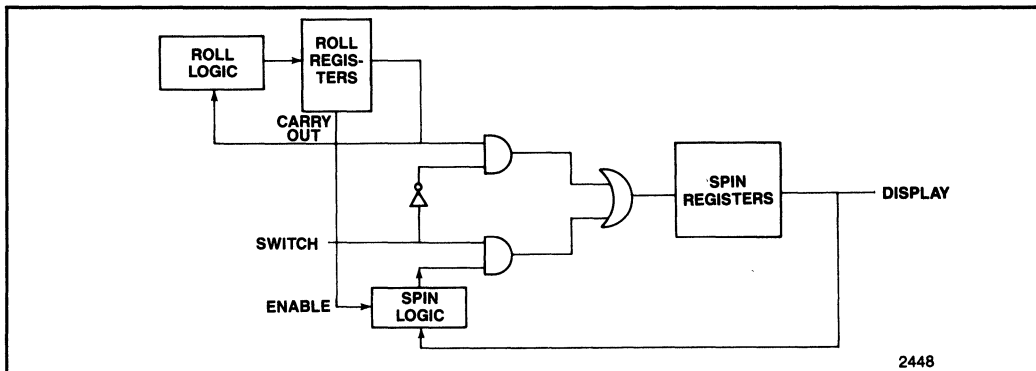 ROLL
LOGIC
ROLL
REGIS-
TERS
CARRY
OUT
SWITCH
ENABLE
SPIN
LOGIC
SPIN
REGISTERS
DISPLAY
2448